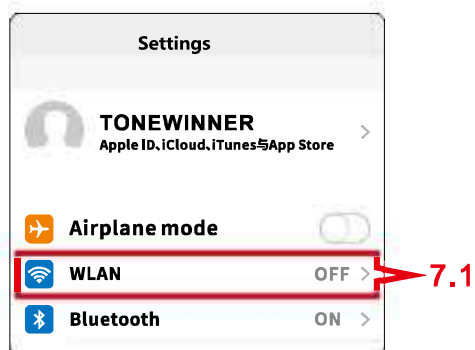 Settings
TONEWINNER
Apple ID、iCloud、iTunes与App Store
Airplane mode
WLAN OFF
7.1
Bluetooth ON